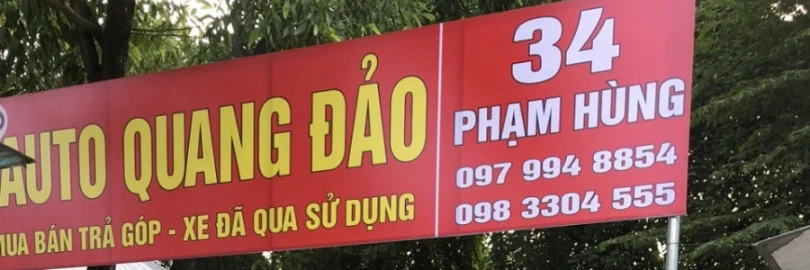 AUTO QUANG ĐẢO
MUA BÁN TRẢ GÓP - XE ĐÃ QUA SỬ DỤNG
34
PHẠM HÙNG
097 994 8854
098 3304 555